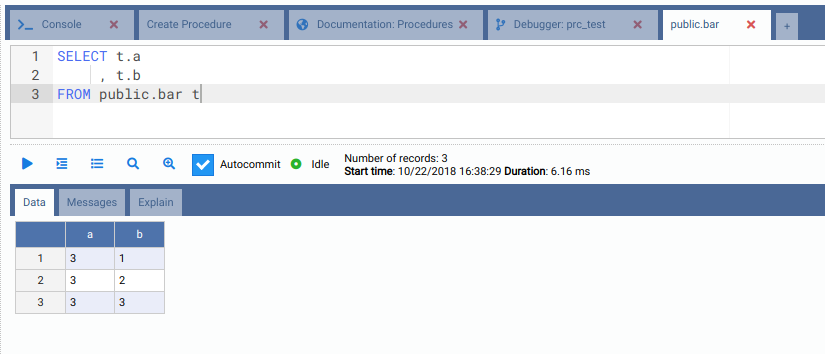 Console
Create Procedure
Documentation: Procedures
Debugger: prc_test
public.bar
+
1 SELECT t.a
2 , t.b
3 FROM public.bar t
Autocommit Idle
Number of records: 3
Start time: 10/22/2018 16:38:29 Duration: 6.16 ms
Data Messages Explain
a b
1 3 1
2 3 2
3 3 3